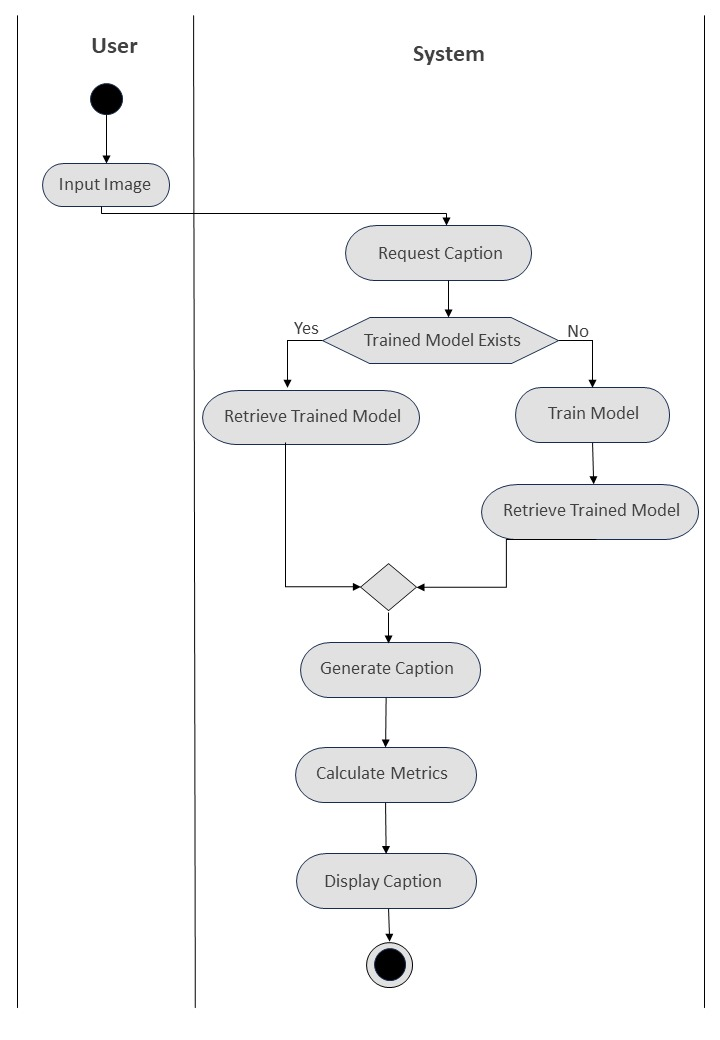 User
System
Input Image
Request Caption
Yes
Trained Model Exists
No
Retrieve Trained Model
Train Model
Retrieve Trained Model
Generate Caption
Calculate Metrics
Display Caption